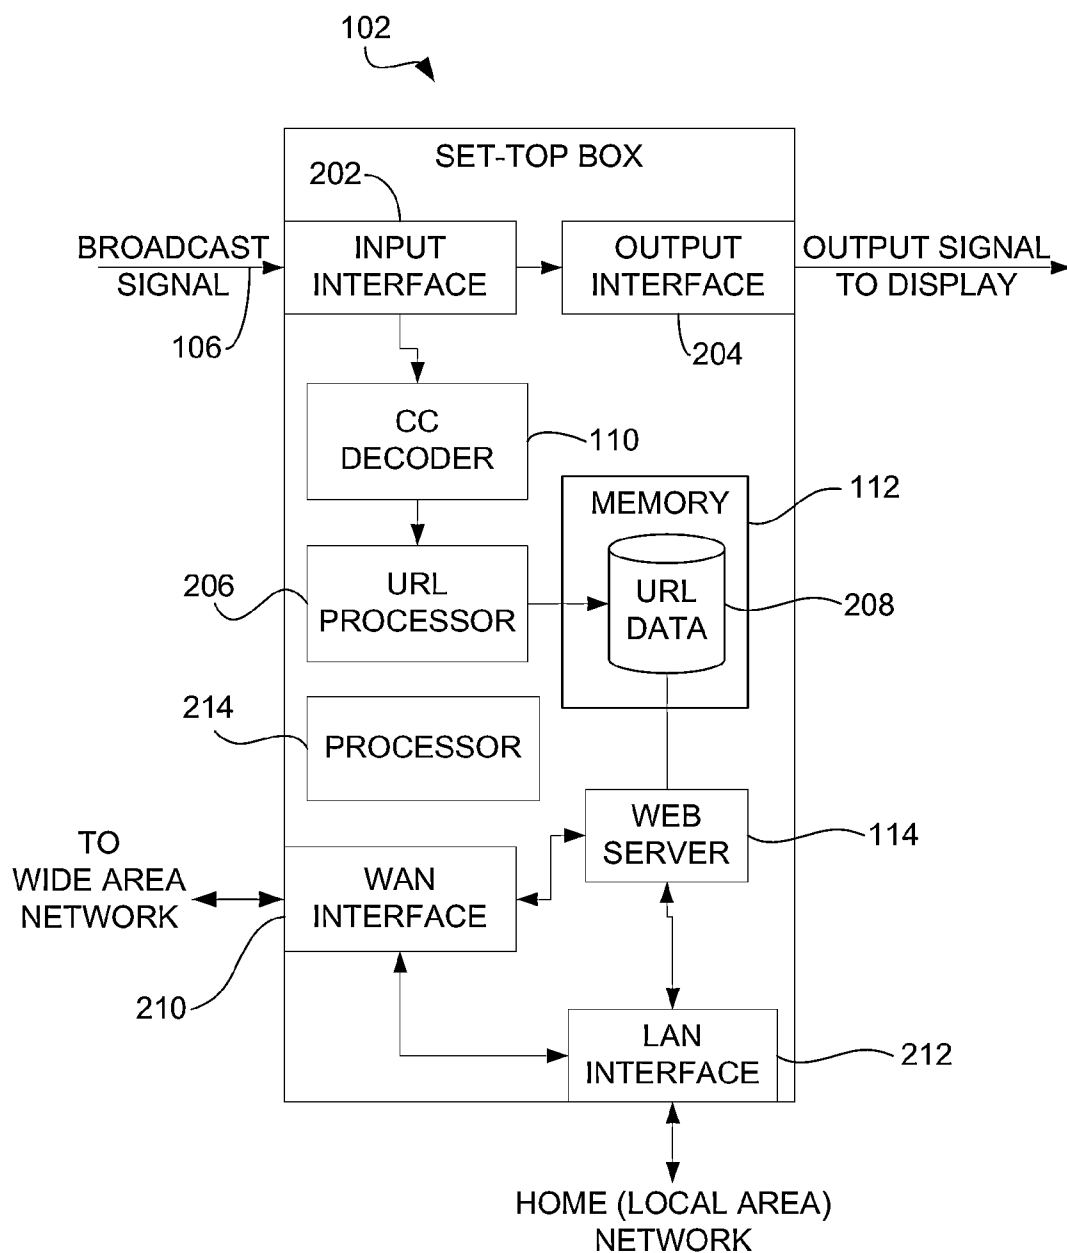 102
SET-TOP BOX
202
BROADCAST
SIGNAL
106
INPUT
INTERFACE
OUTPUT
INTERFACE
204
OUTPUT SIGNAL
TO DISPLAY
CC
DECODER
110
MEMORY
112
URL
DATA
208
206
URL
PROCESSOR
214
PROCESSOR
WEB
SERVER
114
TO
WIDE AREA
NETWORK
WAN
INTERFACE
210
LAN
INTERFACE
212
HOME (LOCAL AREA)
NETWORK